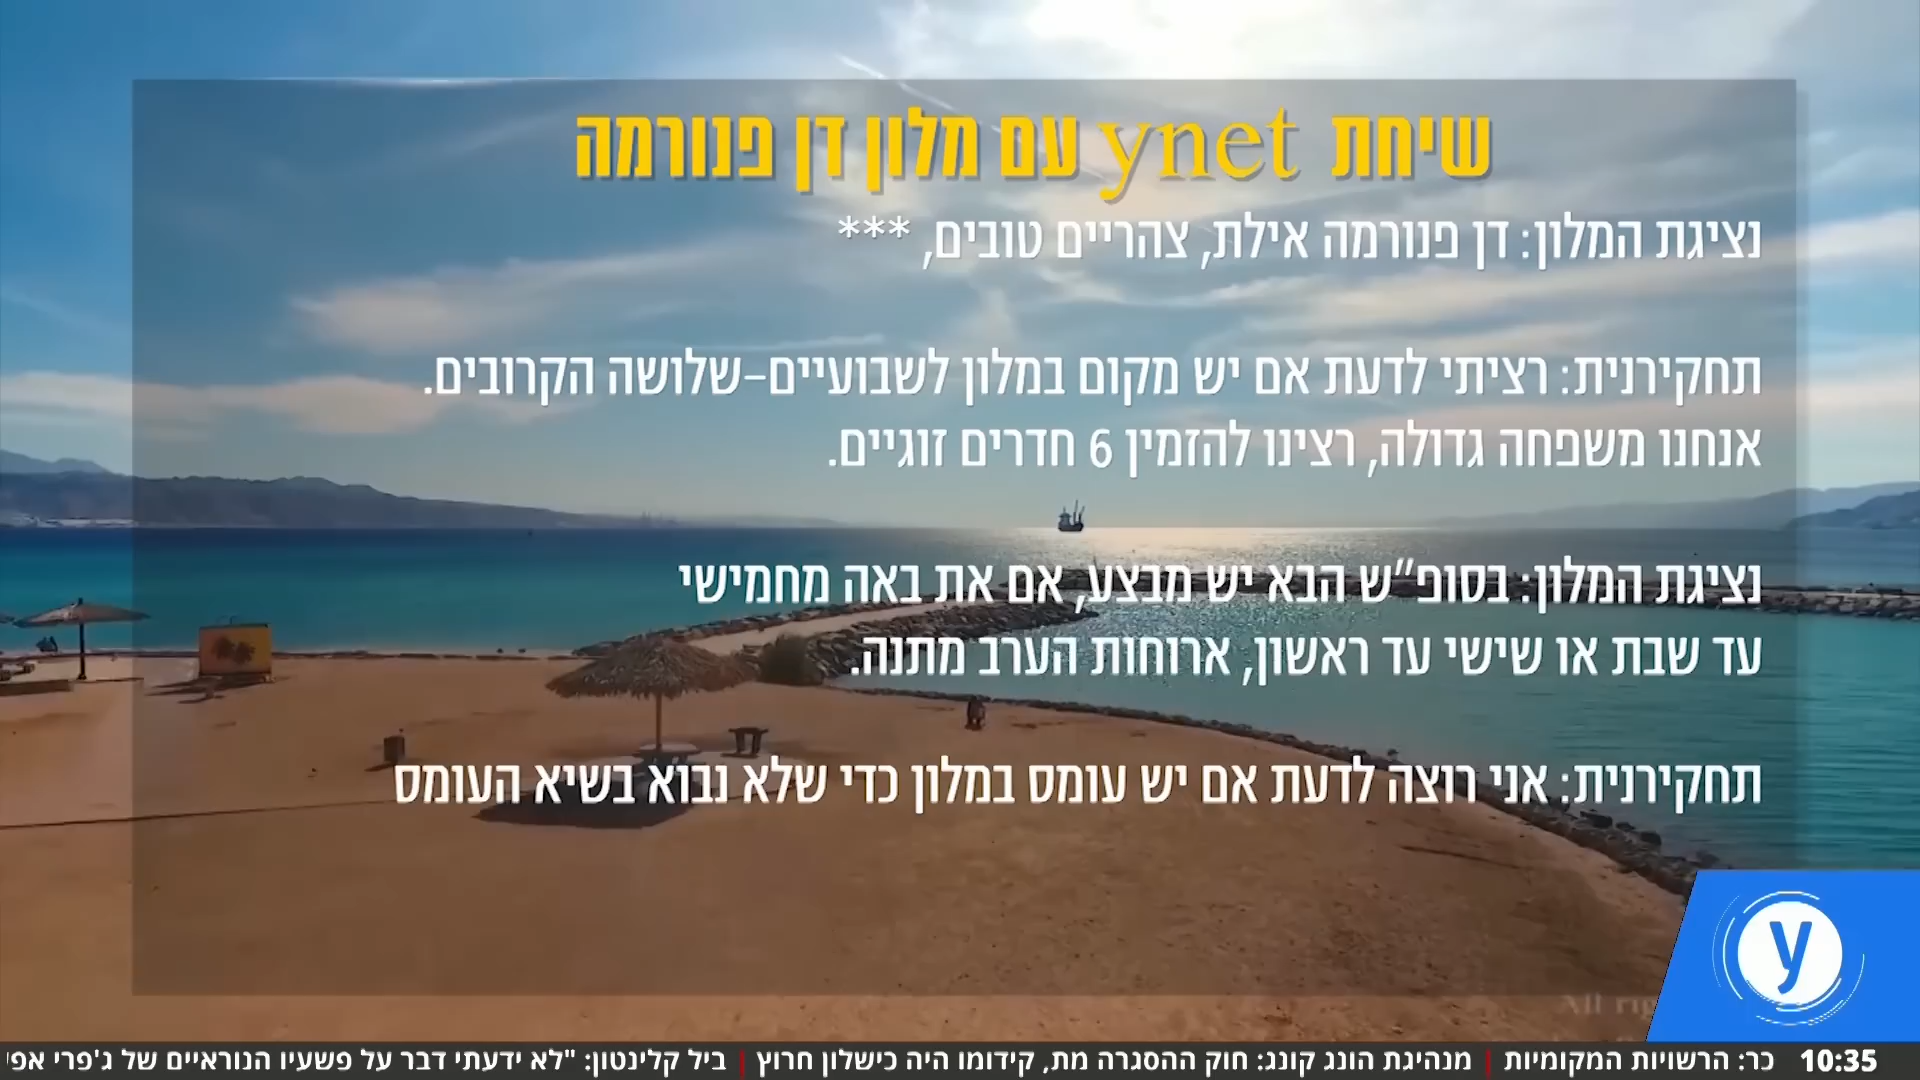 שיחת ynet עם מלון דן פנורמה
נציגת המלון: דן פנורמה אילת, צהריים טובים, ***
תחקירנית: רציתי לדעת אם יש מקום במלון לשבועיים–שלושה הקרובים.
אנחנו משפחה גדולה, רצינו להזמין 6 חדרים זוגיים.
נציגת המלון: בסופ״ש הבא יש מבצע, אם את באה מחמישי
עד שבת או שישי עד ראשון, ארוחות הערב מתנה.
תחקירנית: אני רוצה לדעת אם יש עומס במלון כדי שלא נבוא בשיא העומס
All
y
10:35 כר: הרשויות המקומיות | מנהיגת הונג קונג: חוק ההסגרה מת, קידומו היה כישלון חרוץ | ביל קלינטון: "לא ידעתי דבר על פשעיו הנוראיים של ג'פרי